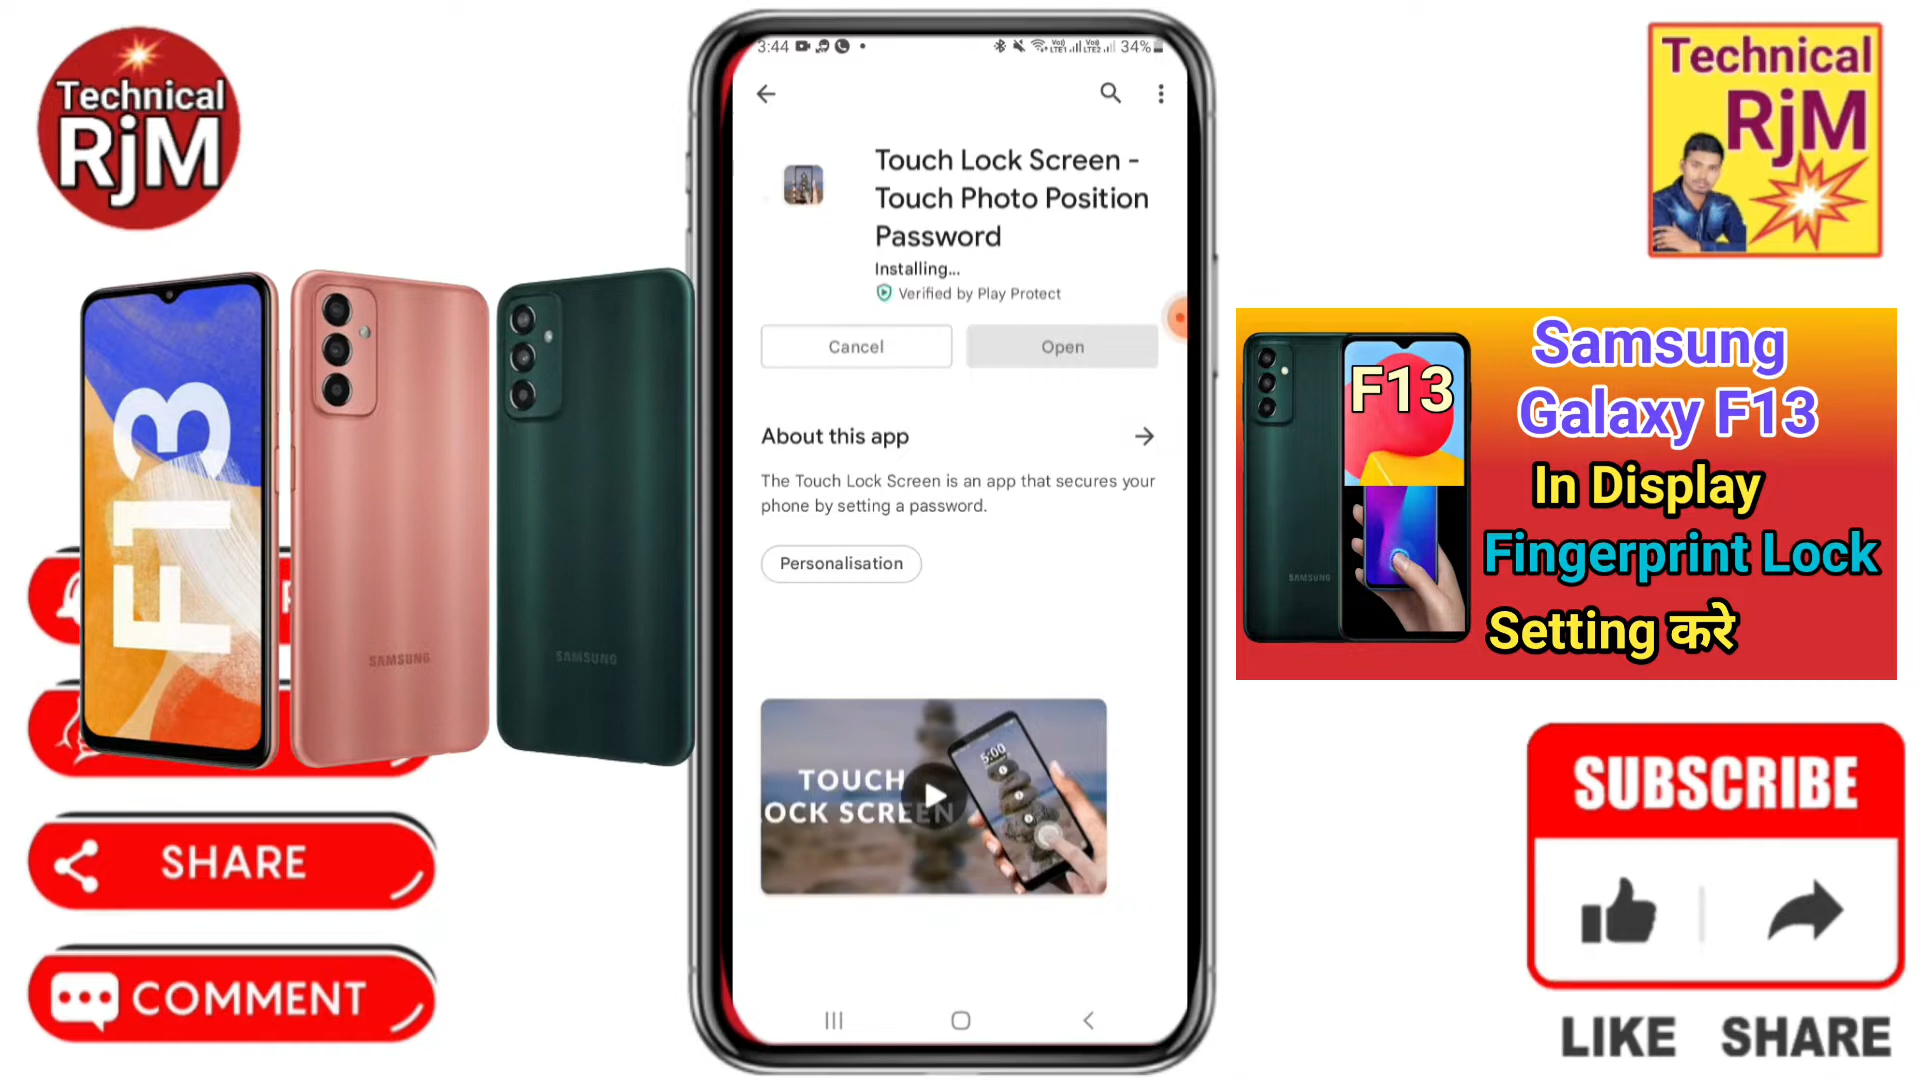 Technical
RjM
F13
SAMSUNG
SAMSUNG
SHARE
COMMENT
3:44
34%
Touch Lock Screen -
Touch Photo Position
Password
Installing...
Verified by Play Protect
Cancel
Open
About this app
The Touch Lock Screen is an app that secures your
phone by setting a password.
Personalisation
TOUCH
OCK SCREEN
5:00
Technical
RjM
F13
SAMSUNG
Samsung
Galaxy F13
In Display
Fingerprint Lock
Setting करे
SUBSCRIBE
LIKE SHARE